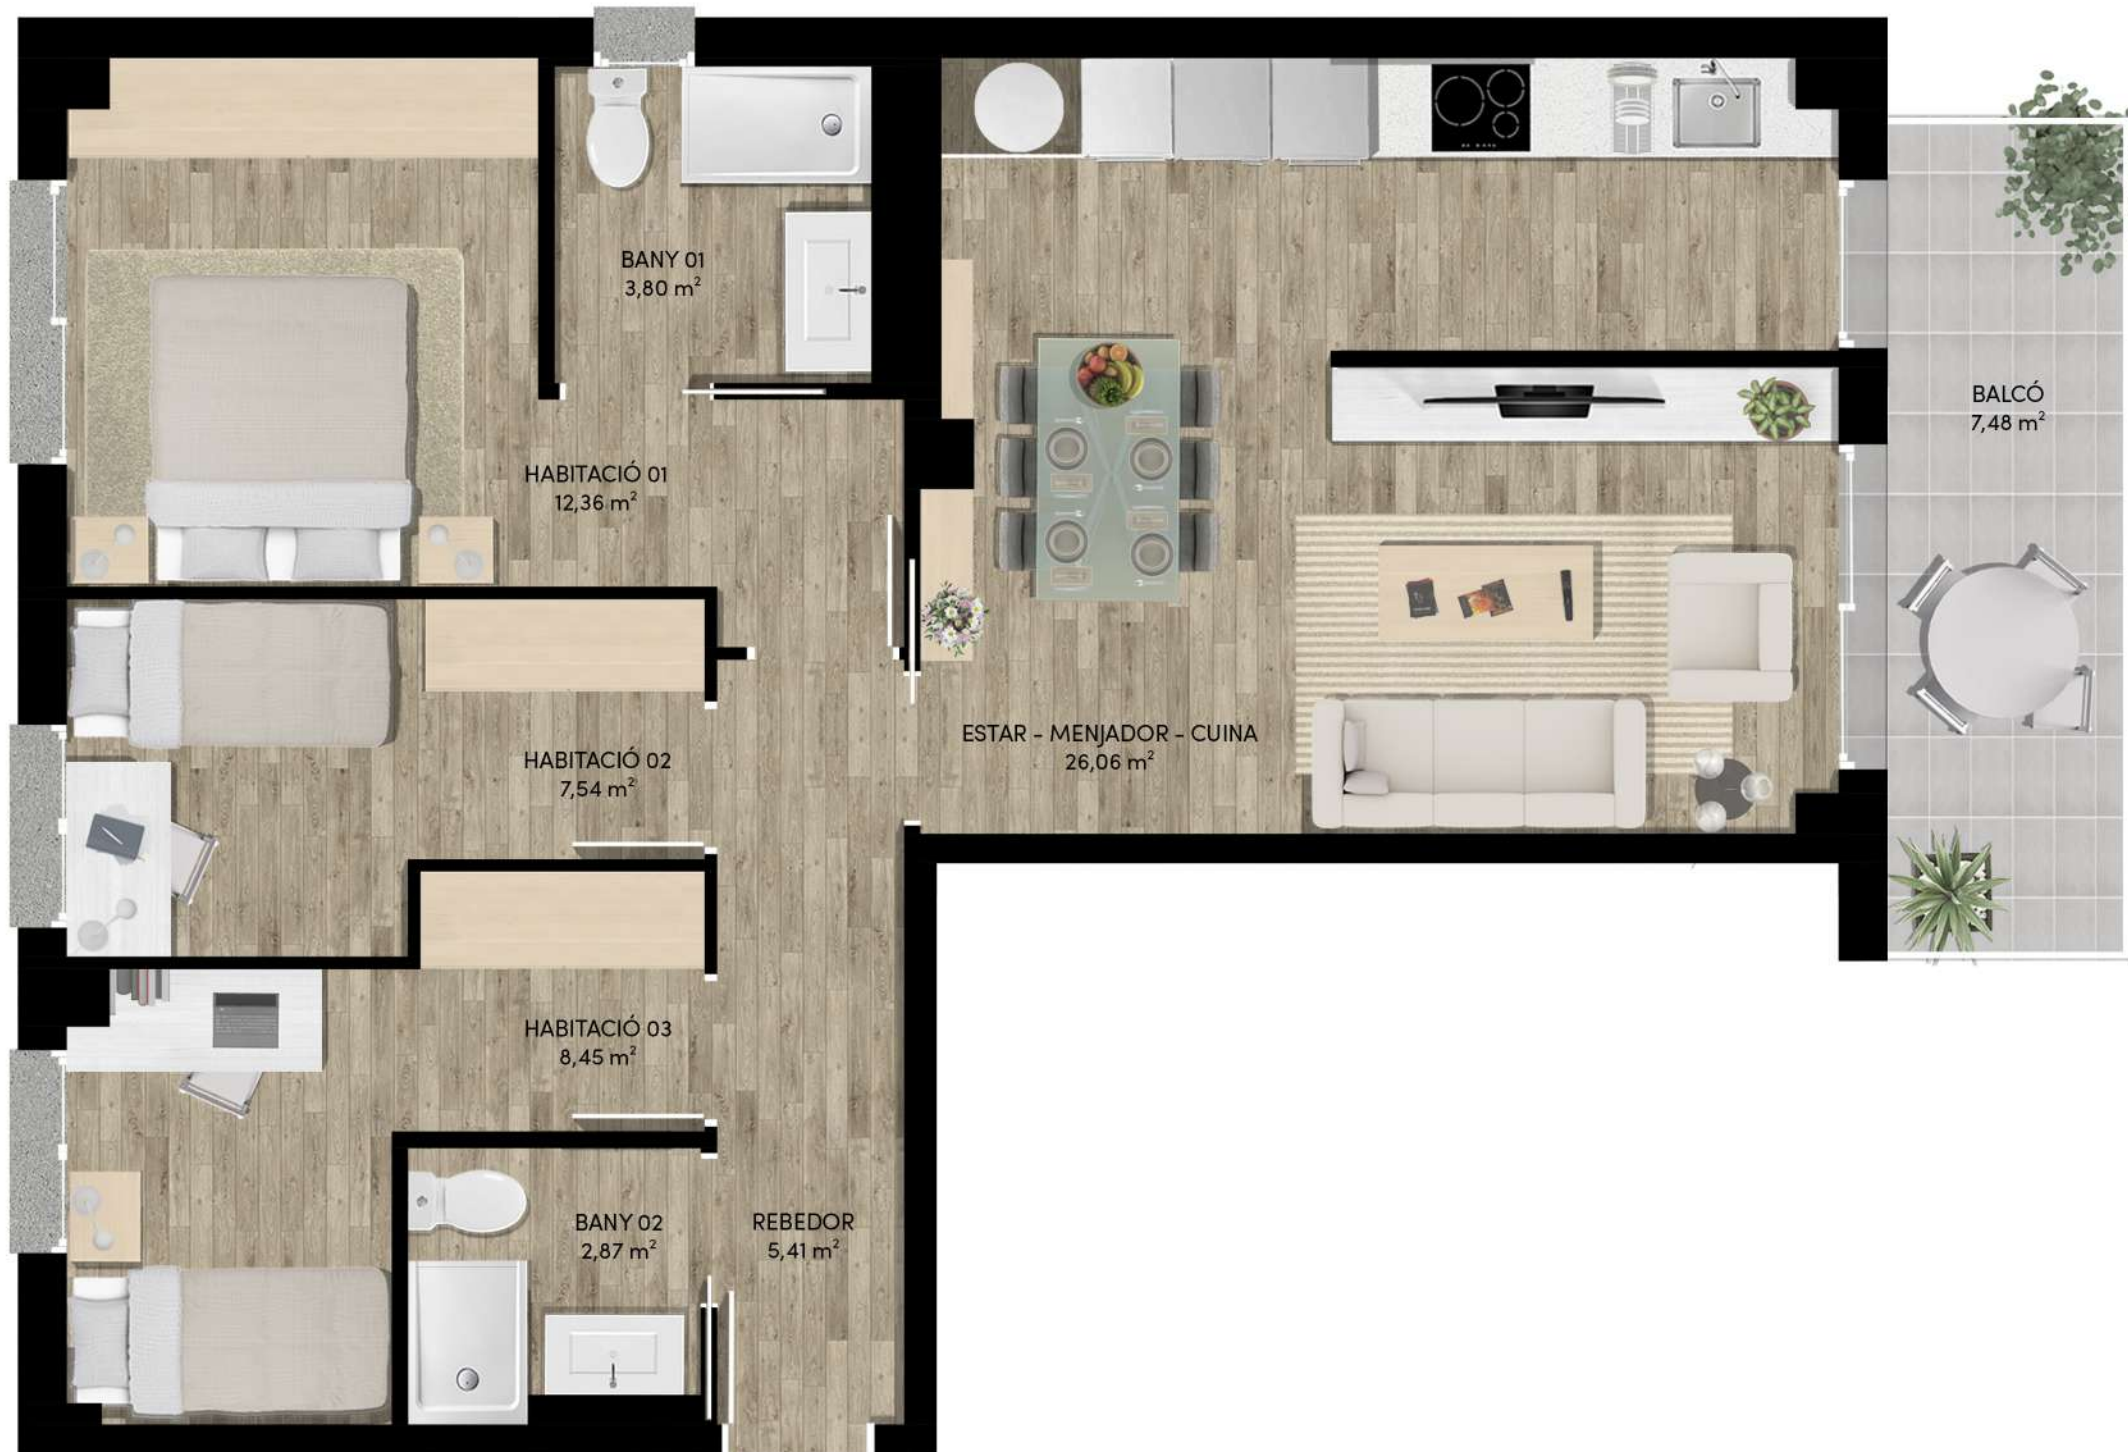 BANY 01
3,80 m²
BALCÓ
7,48 m²
HABITACIÓ 01
12,36 m²
ESTAR - MENJADOR - CUINA
26,06 m²
HABITACIÓ 02
7,54 m²
HABITACIÓ 03
8,45 m²
BANY 02
2,87 m²
REBEDOR
5,41 m²